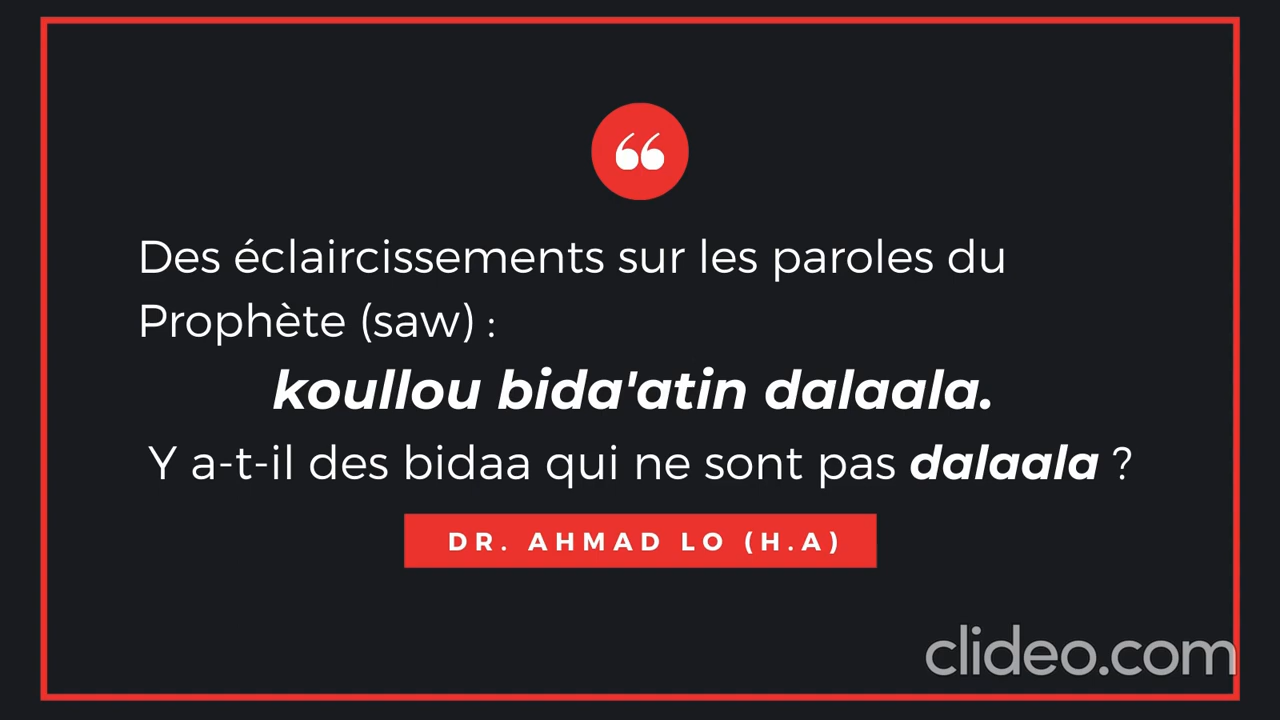 Des éclaircissements sur les paroles du
Prophète (saw) :
koullou bida'atin dalaala.
Y a-t-il des bidaa qui ne sont pas dalaala ?
DR. AHMAD LO (H.A)
clideo.com